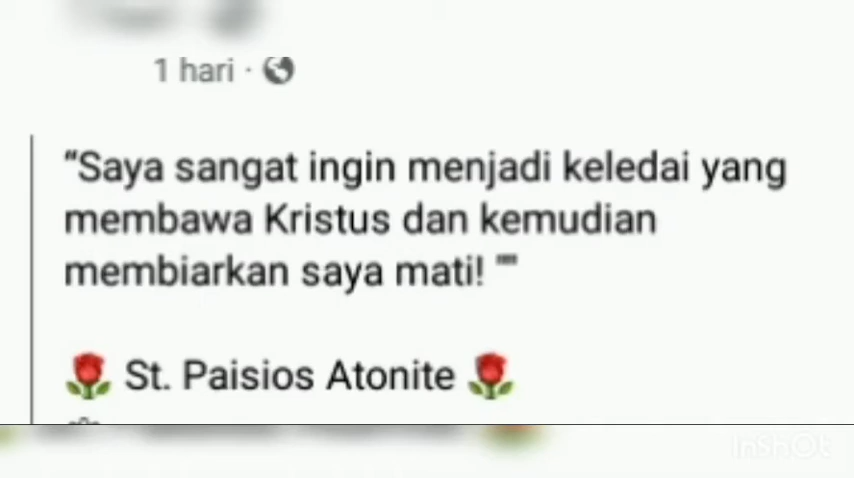 1 hari ·
“Saya sangat ingin menjadi keledai yang
membawa Kristus dan kemudian
membiarkan saya mati! ""
🌹 St. Paisios Atonite 🌹
InShOt